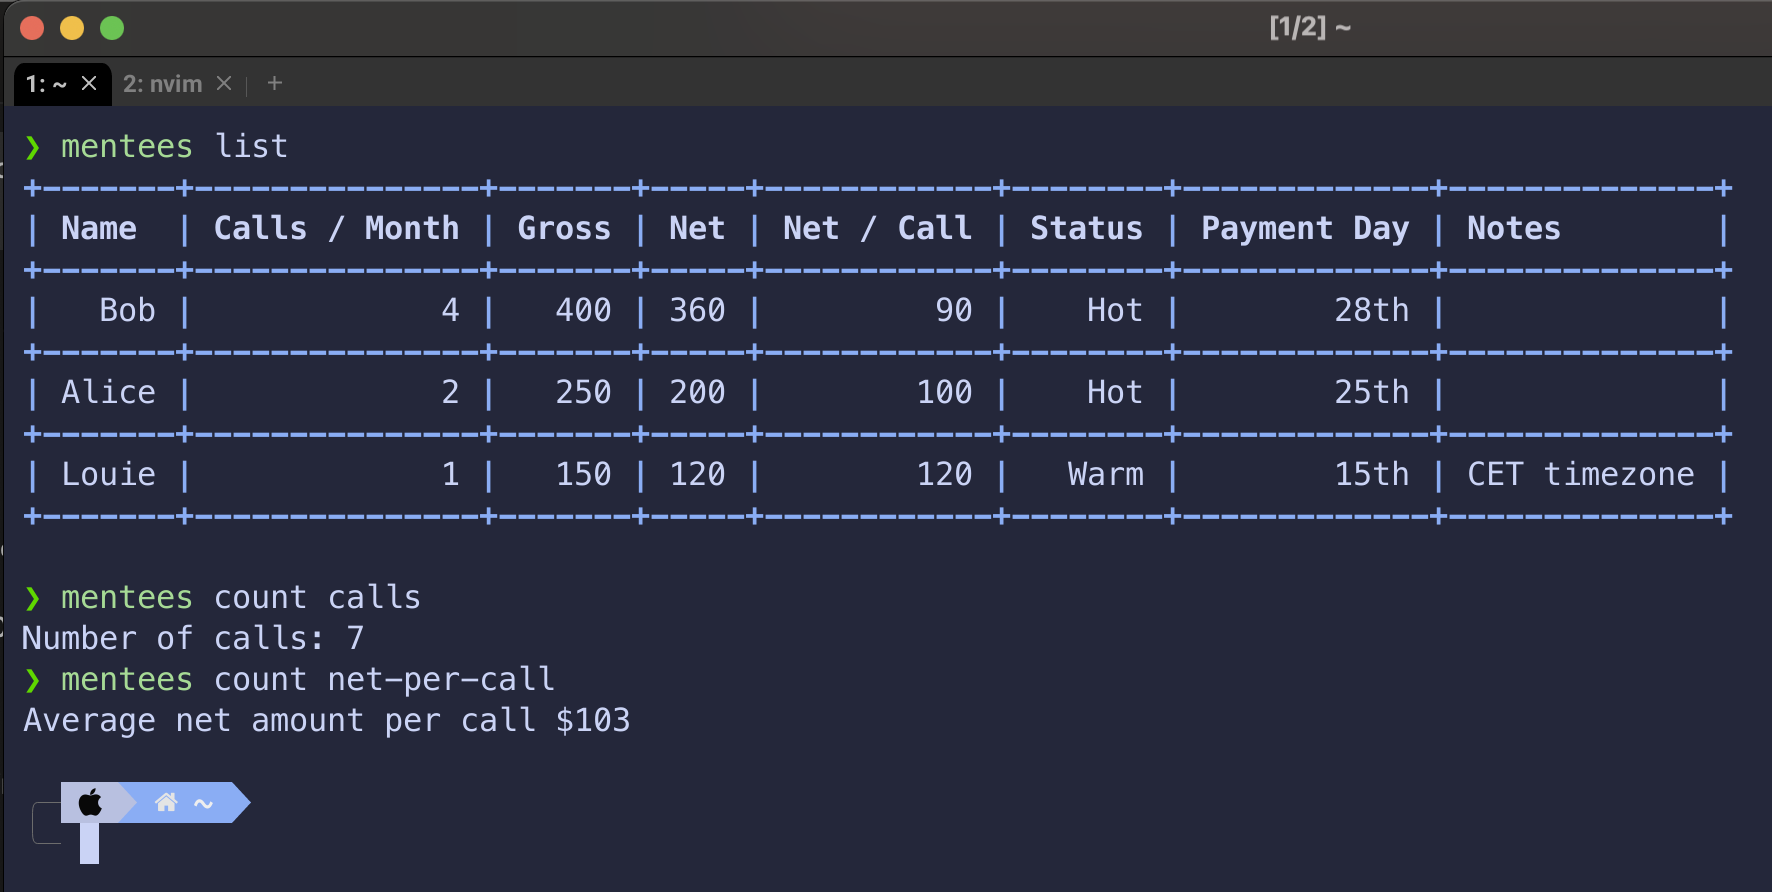 [1/2] ~
1: ~ × 2: nvim × +
❯ mentees list
+-------+---------------+-------+-----+------------+--------+-------------+--------------+
| Name  | Calls / Month | Gross | Net | Net / Call | Status | Payment Day | Notes        |
+-------+---------------+-------+-----+------------+--------+-------------+--------------+
|   Bob |             4 |   400 | 360 |         90 |    Hot |        28th |              |
+-------+---------------+-------+-----+------------+--------+-------------+--------------+
| Alice |             2 |   250 | 200 |        100 |    Hot |        25th |              |
+-------+---------------+-------+-----+------------+--------+-------------+--------------+
| Louie |             1 |   150 | 120 |        120 |   Warm |        15th | CET timezone |
+-------+---------------+-------+-----+------------+--------+-------------+--------------+
❯ mentees count calls
Number of calls: 7
❯ mentees count net-per-call
Average net amount per call $103
~